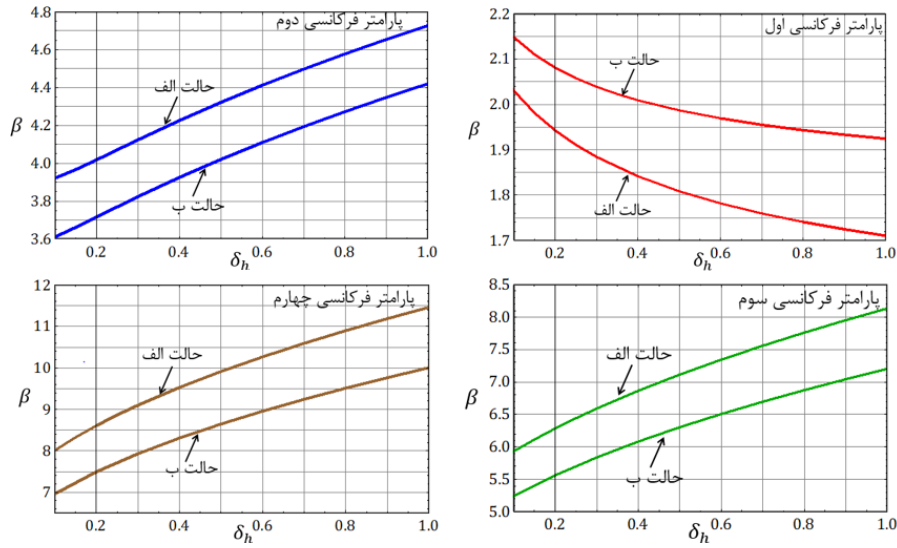 پارامتر فرکانسی اول
2.2
2.1
2.0
1.9
1.8
1.7
β
حالت ب
حالت الف
0.2 0.4 0.6 0.8 1.0
δh
پارامتر فرکانسی دوم
4.8
4.6
4.4
4.2
4.0
3.8
3.6
β
حالت الف
حالت ب
0.2 0.4 0.6 0.8 1.0
δh
پارامتر فرکانسی سوم
8.5
8.0
7.5
7.0
6.5
6.0
5.5
5.0
β
حالت الف
حالت ب
0.2 0.4 0.6 0.8 1.0
δh
پارامتر فرکانسی چهارم
12
11
10
9
8
7
β
حالت الف
حالت ب
0.2 0.4 0.6 0.8 1.0
δh